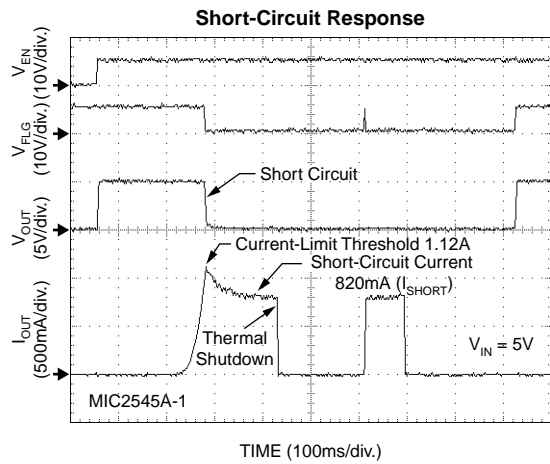 Short-Circuit Response
V_EN
(10V/div.)
V_FLG
(10V/div.)
V_OUT
(5V/div.)
I_OUT
(500mA/div.)
Short Circuit
Current-Limit Threshold 1.12A
Short-Circuit Current
820mA (I_SHORT)
Thermal
Shutdown
V_IN = 5V
MIC2545A-1
TIME (100ms/div.)